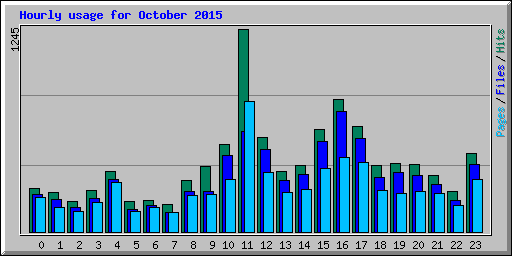 Hourly usage for October 2015
1245
Pages / Files / Hits
0 1 2 3 4 5 6 7 8 9 10 11 12 13 14 15 16 17 18 19 20 21 22 23